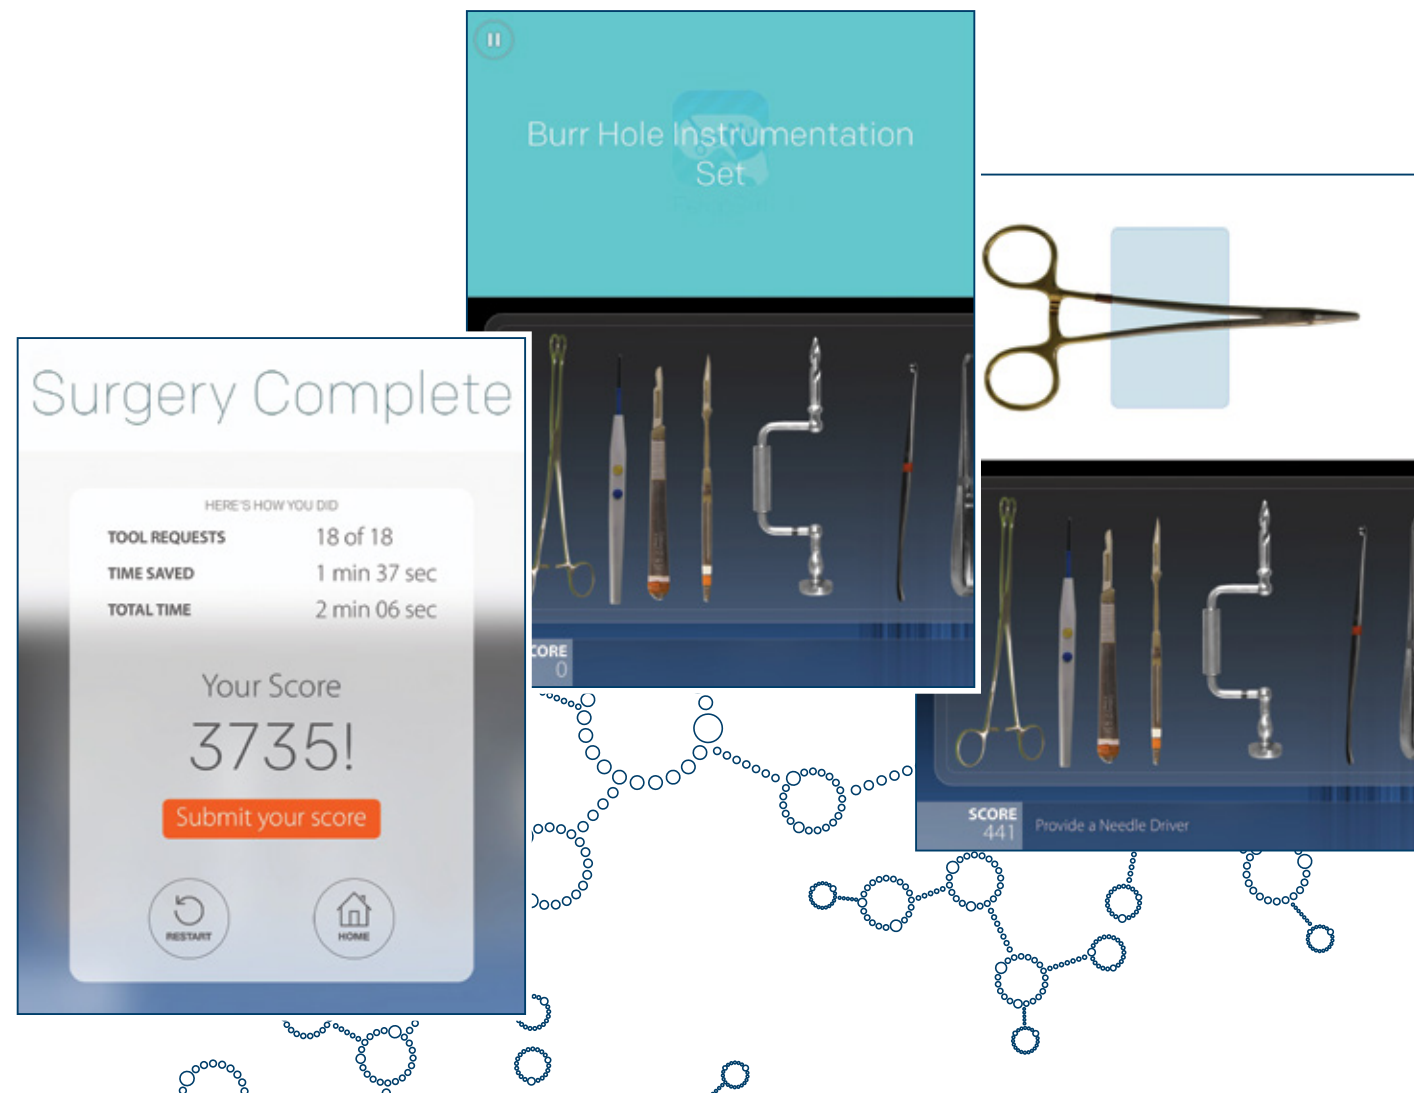 Burr Hole Instrumentation
Set
CORE
0
Surgery Complete
HERE'S HOW YOU DID
TOOL REQUESTS 18 of 18
TIME SAVED 1 min 37 sec
TOTAL TIME 2 min 06 sec
Your Score
3735!
Submit your score
RESTART
HOME
SCORE
441
Provide a Needle Driver